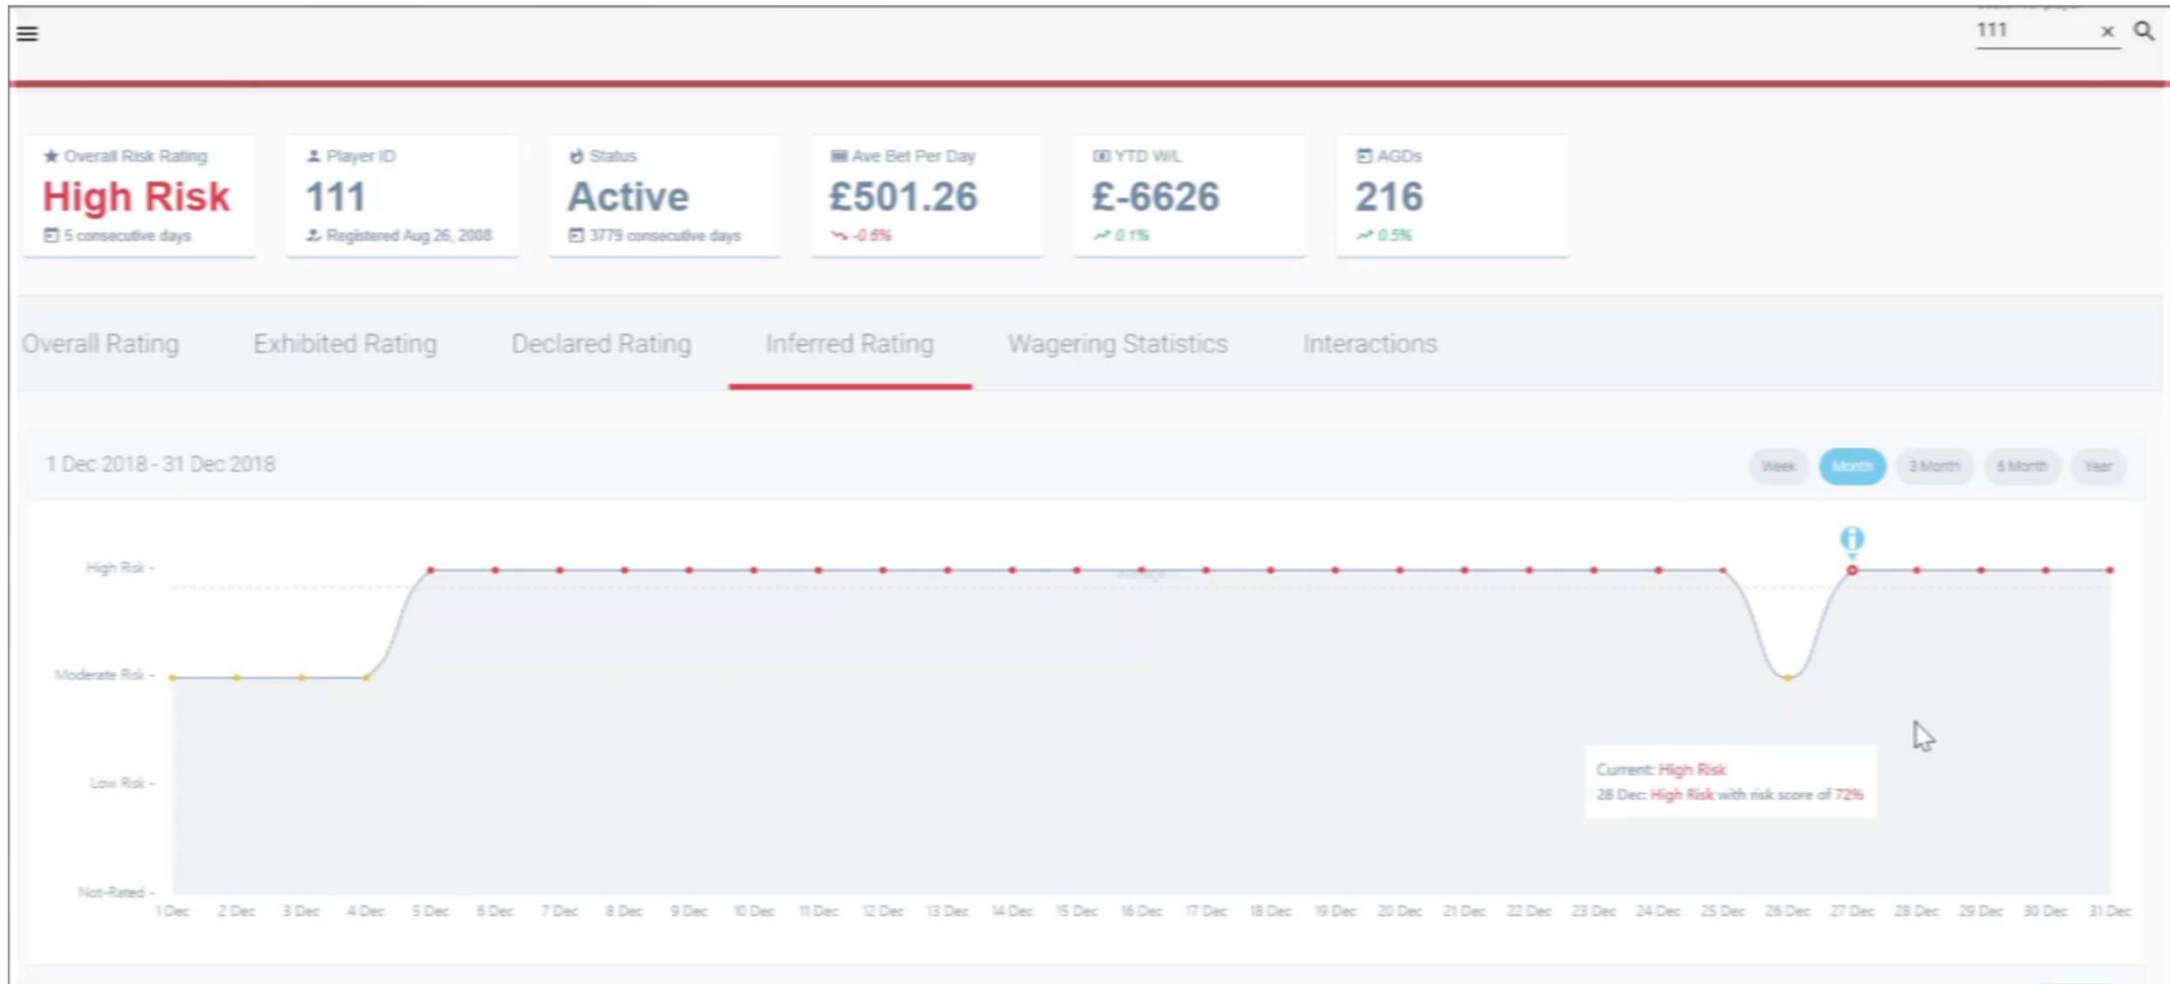 111 ×
Overall Risk Rating
High Risk
5 consecutive days
Player ID
111
Registered Aug 26, 2008
Status
Active
3779 consecutive days
Ave Bet Per Day
£501.26
-0.6%
YTD W/L
£-6626
0.1%
AGDs
216
0.5%
Overall Rating Exhibited Rating Declared Rating Inferred Rating Wagering Statistics Interactions
1 Dec 2018 - 31 Dec 2018
Week Month 3 Month 6 Month Year
High Risk -
average
Moderate Risk -
Low Risk -
Not-Rated -
Current: High Risk
28 Dec: High Risk with risk score of 72%
1 Dec 2 Dec 3 Dec 4 Dec 5 Dec 6 Dec 7 Dec 8 Dec 9 Dec 10 Dec 11 Dec 12 Dec 13 Dec 14 Dec 15 Dec 16 Dec 17 Dec 18 Dec 19 Dec 20 Dec 21 Dec 22 Dec 23 Dec 24 Dec 25 Dec 26 Dec 27 Dec 28 Dec 29 Dec 30 Dec 31 Dec